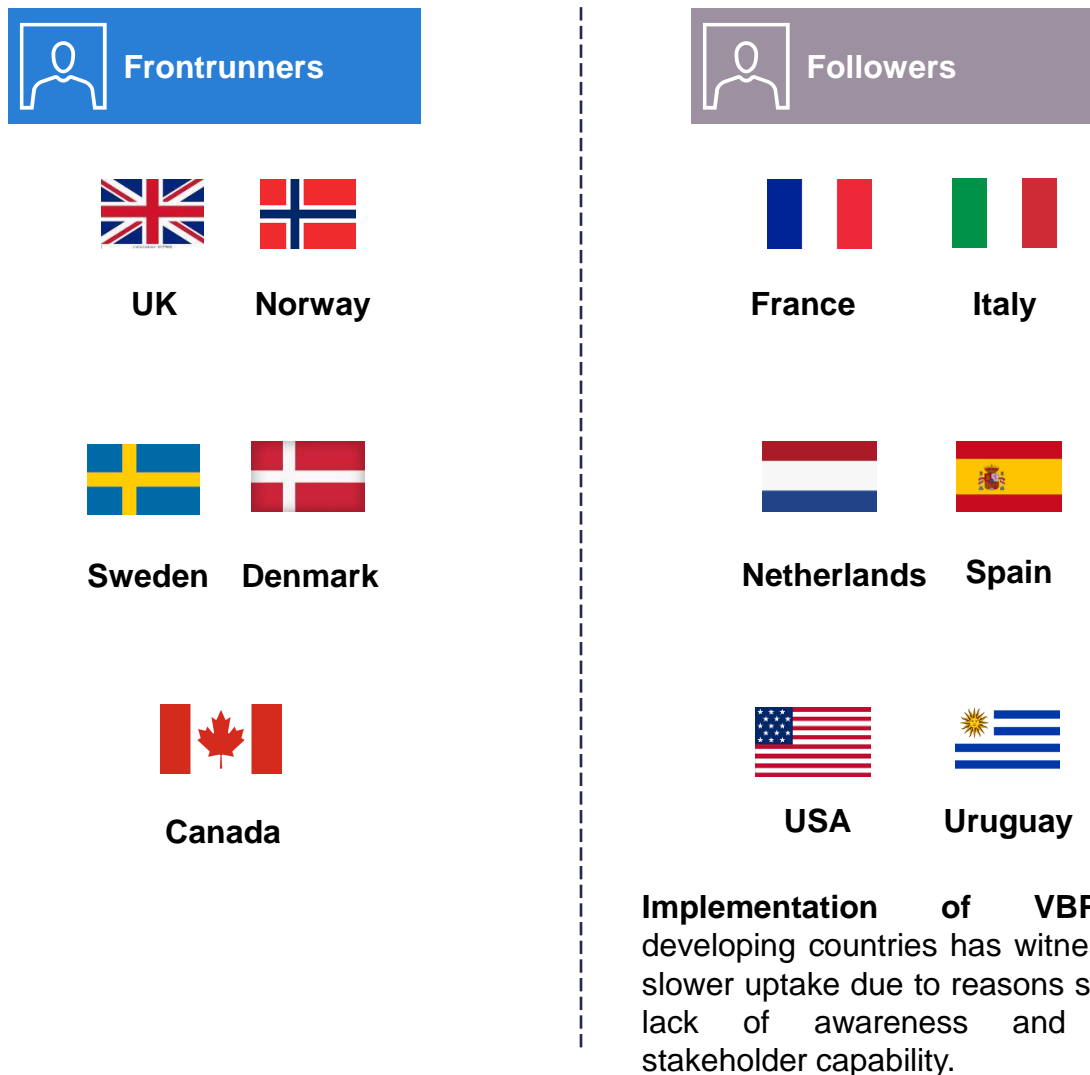 Frontrunners
Followers
UK Norway
France Italy
Sweden Denmark
Netherlands Spain
Canada
USA Uruguay
Implementation of
developing countries has
slower uptake due to reasons
lack of awareness and
stakeholder capability.